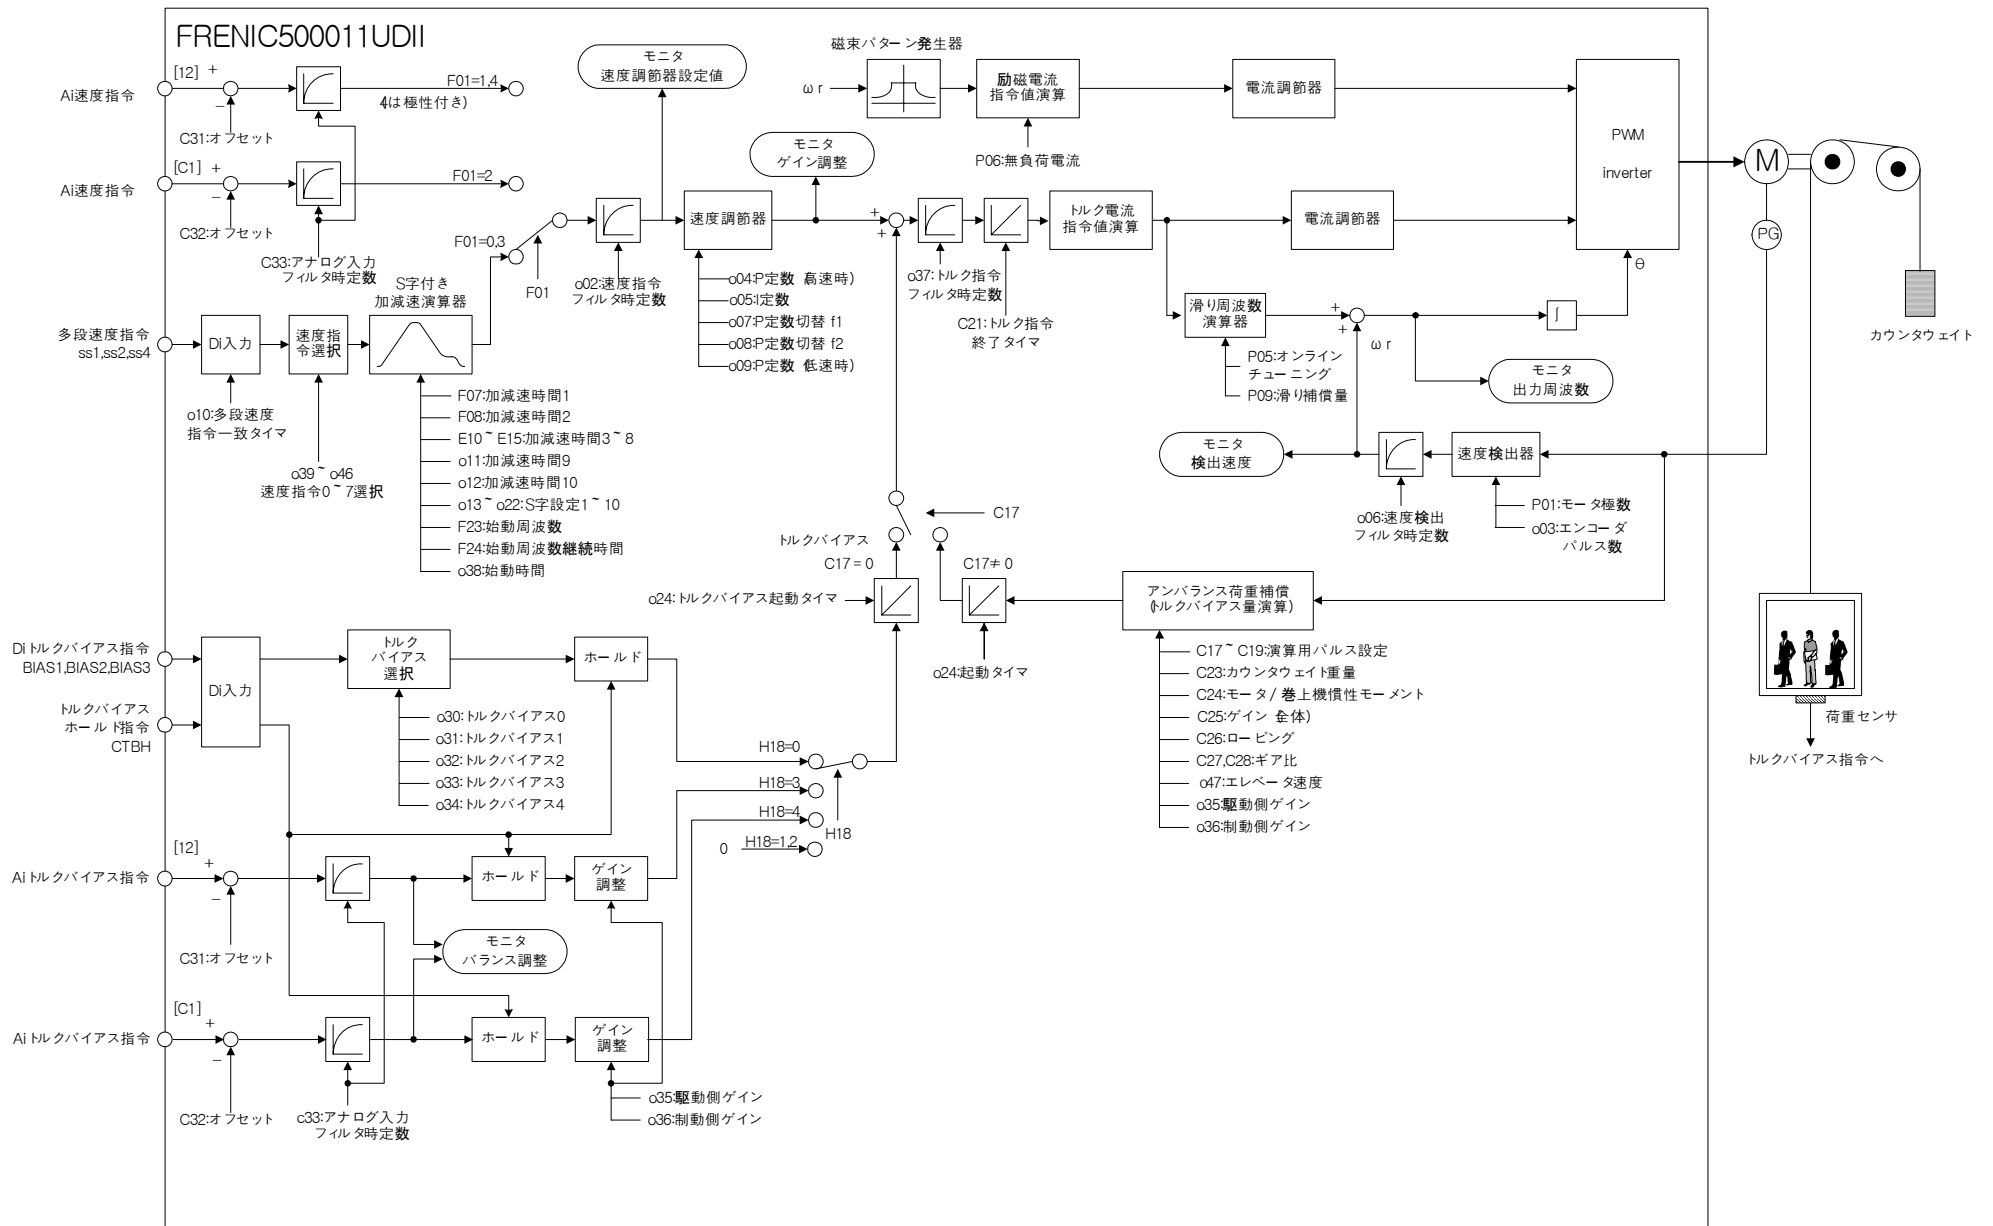 FRENIC500011UDII
Ai速度指令
[12]
+
−
C31:オフセット
F01=1,4
(4は極性付き)
Ai速度指令
[C1]
+
−
C32:オフセット
F01=2
C33:アナログ入力
フィルタ時定数
F01=0,3
F01
多段速度指令
ss1,ss2,ss4
Di入力
o10:多段速度
指令一致タイマ
速度指
令選択
o39~o46
速度指令0~7選択
S字付き
加減速演算器
F07:加減速時間1
F08:加減速時間2
E10~E15:加減速時間3~8
o11:加減速時間9
o12:加減速時間10
o13~o22:S字設定1~10
F23:始動周波数
F24:始動周波数継続時間
o38:始動時間
モニタ
速度調節器設定値
o02:速度指令
フィルタ時定数
速度調節器
o04:P定数(高速時)
o05:I定数
o07:P定数切替 f1
o08:P定数切替 f2
o09:P定数(低速時)
モニタ
ゲイン調整
+
+
磁束パターン発生器
ωr
励磁電流
指令値演算
P06:無負荷電流
電流調節器
o37:トルク指令
フィルタ時定数
C21:トルク指令
終了タイマ
トルク電流
指令値演算
電流調節器
PWM
inverter
θ
M
PG
カウンタウェイト
滑り周波数
演算器
P05:オンライン
チューニング
P09:滑り補償量
+
+
ωr
∫
モニタ
出力周波数
モニタ
検出速度
o06:速度検出
フィルタ時定数
速度検出器
P01:モータ極数
o03:エンコーダ
パルス数
C17
トルクバイアス
C17=0
C17≠0
o24:トルクバイアス起動タイマ
o24:起動タイマ
アンバランス荷重補償
(トルクバイアス量演算)
C17~C19:演算用パルス設定
C23:カウンタウェイト重量
C24:モータ/巻上機慣性モーメント
C25:ゲイン(全体)
C26:ローピング
C27,C28:ギア比
o47:エレベータ速度
o35:駆動側ゲイン
o36:制動側ゲイン
荷重センサ
トルクバイアス指令へ
Diトルクバイアス指令
BIAS1,BIAS2,BIAS3
トルクバイアス
ホールド指令
CTBH
Di入力
トルク
バイアス
選択
o30:トルクバイアス0
o31:トルクバイアス1
o32:トルクバイアス2
o33:トルクバイアス3
o34:トルクバイアス4
ホールド
H18=0
H18=3
H18=4
0
H18=1,2
H18
Aiトルクバイアス指令
[12]
+
−
C31:オフセット
ホールド
ゲイン
調整
モニタ
バランス調整
Aiトルクバイアス指令
[C1]
+
−
C32:オフセット
c33:アナログ入力
フィルタ時定数
ホールド
ゲイン
調整
o35:駆動側ゲイン
o36:制動側ゲイン